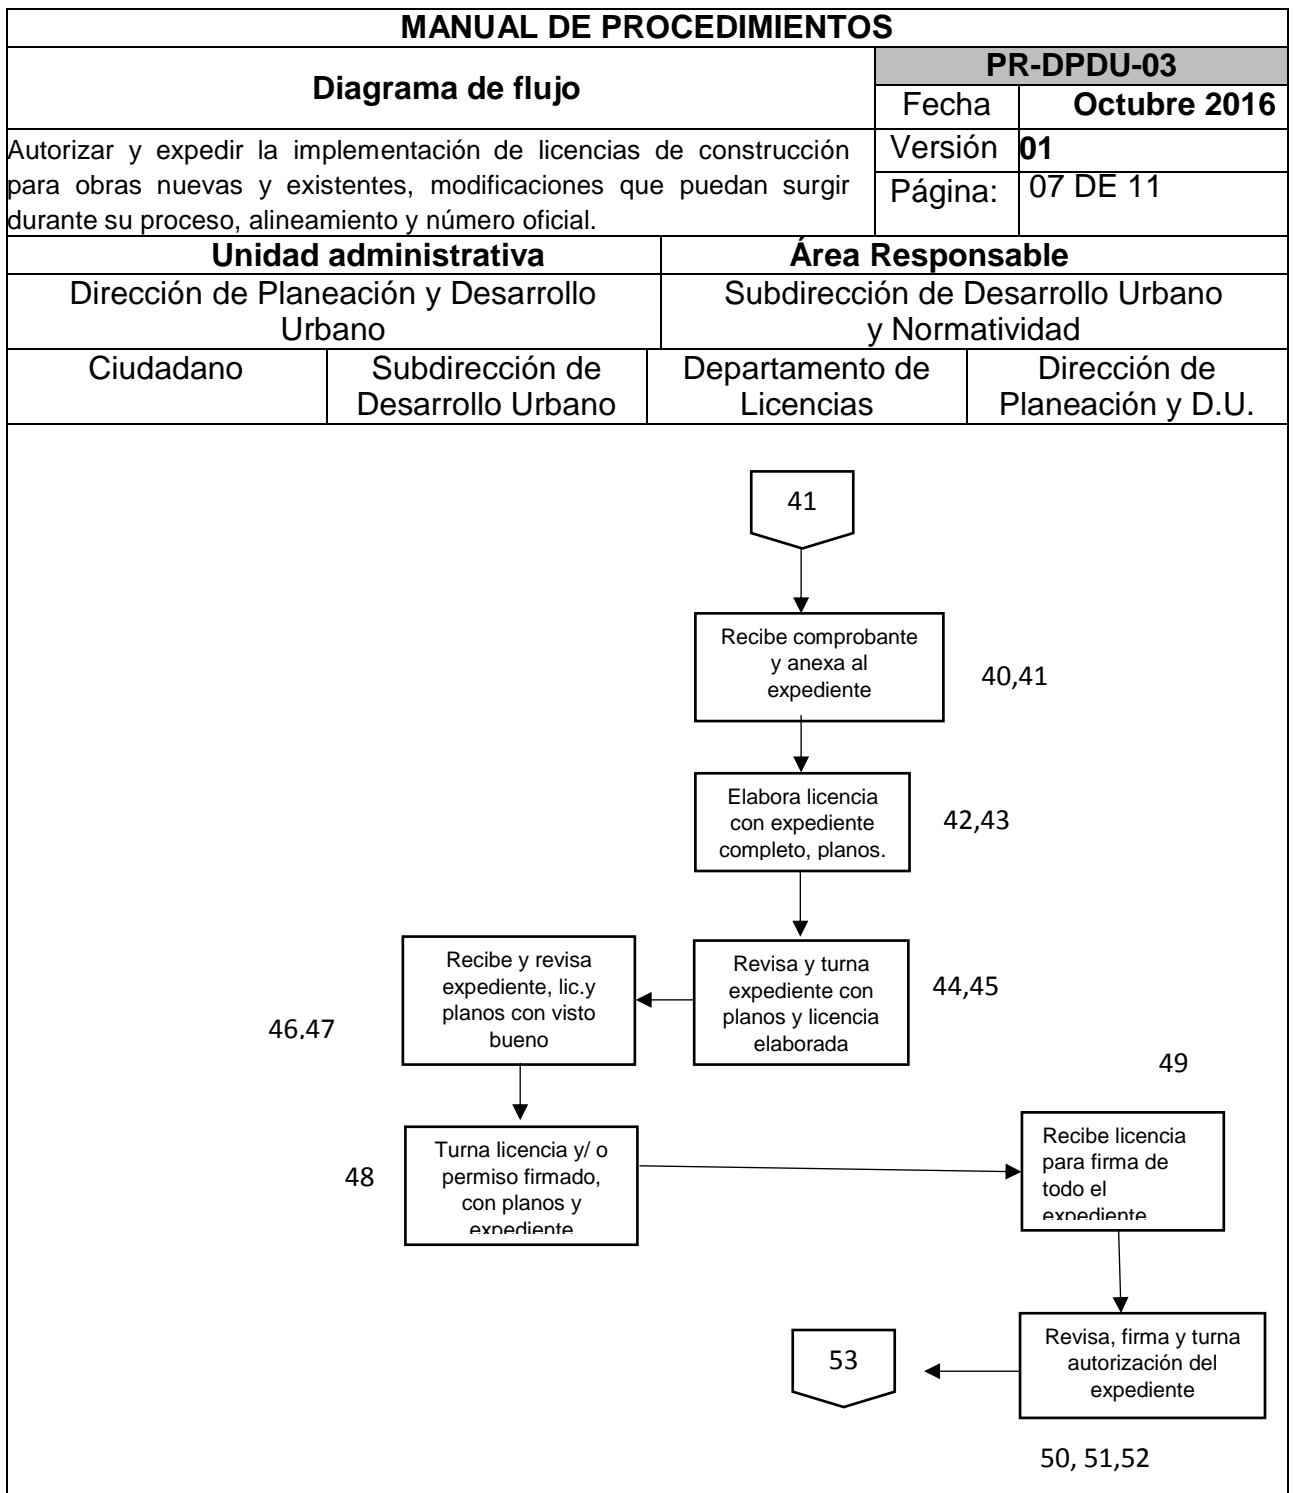 MANUAL DE PROCEDIMIENTOS
Diagrama de flujo
PR-DPDU-03
Fecha
Octubre 2016
Autorizar y expedir la implementación de licencias de construcción
para obras nuevas y existentes, modificaciones que puedan surgir
durante su proceso, alineamiento y número oficial.
Versión
01
Página:
07 DE 11
Unidad administrativa
Área Responsable
Dirección de Planeación y Desarrollo
Urbano
Subdirección de Desarrollo Urbano
y Normatividad
Ciudadano
Subdirección de
Desarrollo Urbano
Departamento de
Licencias
Dirección de
Planeación y D.U.
41
Recibe comprobante
y anexa al
expediente
40,41
Elabora licencia
con expediente
completo, planos.
42,43
Revisa y turna
expediente con
planos y licencia
elaborada
44,45
Recibe y revisa
expediente, lic.y
planos con visto
bueno
46,47
Turna licencia y/ o
permiso firmado,
con planos y
expediente
48
49
Recibe licencia
para firma de
todo el
expediente
Revisa, firma y turna
autorización del
expediente
53
50, 51,52